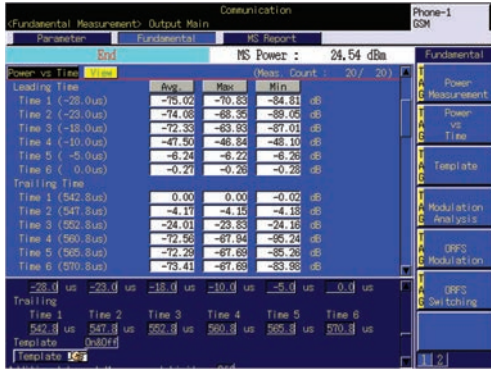 Communication
Phone-1
<Fundamental Measurement> Output Main
GSM
Parameter Fundamental MS Report
End MS Power : 24.54 dBm Fundamental
Power vs Time View (Meas. Count : 20/ 20)
Leading Time Avg. Max Min
Time 1 (-28.0us) -75.02 -70.83 -84.81 dB
Time 2 (-23.0us) -74.08 -68.35 -89.05 dB
Time 3 (-18.0us) -72.33 -63.93 -87.01 dB
Time 4 (-10.0us) -47.50 -46.84 -48.10 dB
Time 5 ( -5.0us) -6.24 -6.22 -6.26 dB
Time 6 ( 0.0us) -0.27 -0.26 -0.28 dB
Trailing Time
Time 1 (542.8us) 0.00 0.00 -0.02 dB
Time 2 (547.8us) -4.17 -4.15 -4.18 dB
Time 3 (552.8us) -24.01 -23.83 -24.16 dB
Time 4 (560.8us) -72.56 -67.94 -95.24 dB
Time 5 (565.8us) -72.29 -67.69 -85.26 dB
Time 6 (570.8us) -73.41 -67.69 -83.98 dB
-28.0 us -23.0 us -18.0 us -10.0 us -5.0 us 0.0 us
Trailing
Time 1 Time 2 Time 3 Time 4 Time 5 Time 6
542.8 us 547.8 us 552.8 us 560.8 us 565.8 us 570.8 us
Template On&Off
Template
TAG Power Measurement
TAG Power vs Time
TAG Template
TAG Modulation Analysis
TAG ORFS Modulation
TAG ORFS Switching
1 2